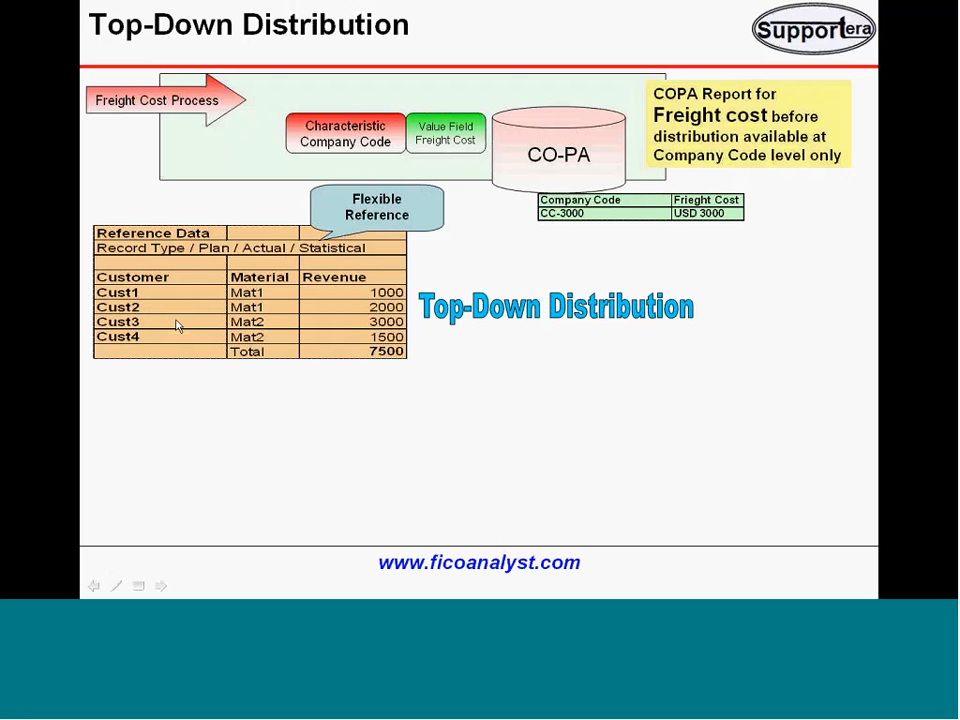 Top-Down Distribution
Supportera
Freight Cost Process
Characteristic
Company Code
Value Field
Freight Cost
CO-PA
COPA Report for
Freight cost before
distribution available at
Company Code level only
Company Code Frieght Cost
CC-3000 USD 3000
Flexible
Reference
Reference Data
Record Type / Plan / Actual / Statistical
Customer Material Revenue
Cust1 Mat1 1000
Cust2 Mat1 2000
Cust3 Mat2 3000
Cust4 Mat2 1500
Total 7500
Top-Down Distribution
www.ficoanalyst.com